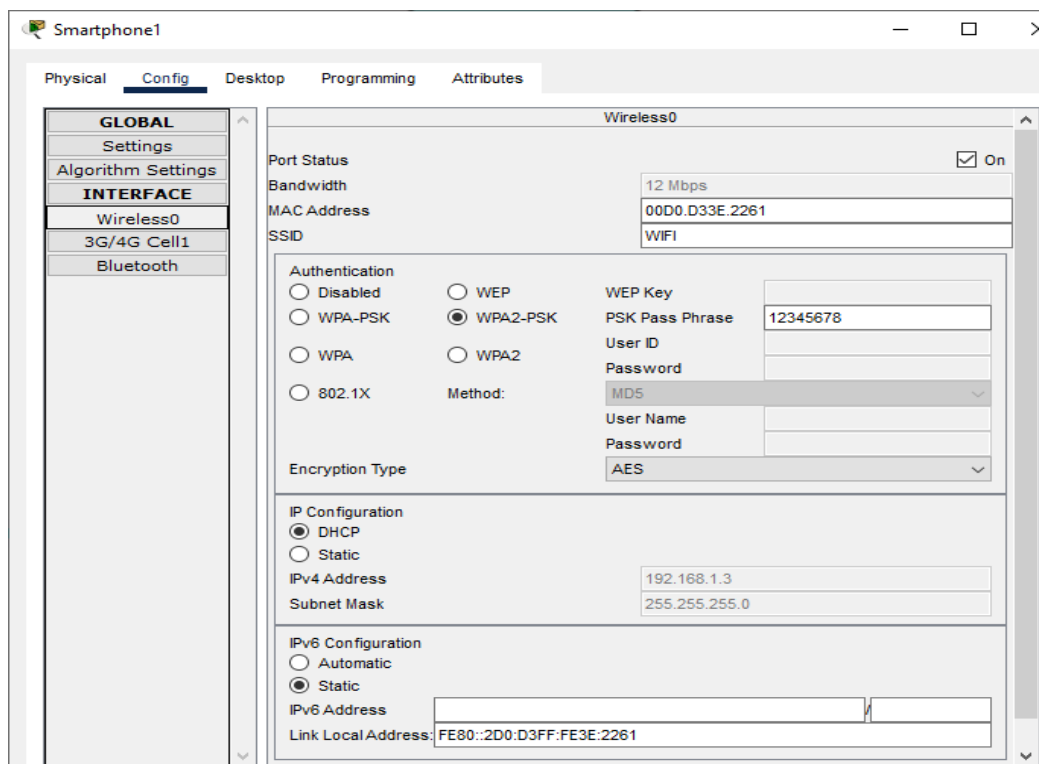 Smartphone1
Physical Config Desktop Programming Attributes
GLOBAL
Settings
Algorithm Settings
INTERFACE
Wireless0
3G/4G Cell1
Bluetooth
Wireless0
Port Status On
Bandwidth 12 Mbps
MAC Address 00D0.D33E.2261
SSID WIFI
Authentication
Disabled WEP WEP Key
WPA-PSK WPA2-PSK PSK Pass Phrase 12345678
User ID
WPA WPA2
Password
802.1X Method: MD5
User Name
Password
Encryption Type AES
IP Configuration
DHCP
Static
IPv4 Address 192.168.1.3
Subnet Mask 255.255.255.0
IPv6 Configuration
Automatic
Static
IPv6 Address /
Link Local Address: FE80::2D0:D3FF:FE3E:2261